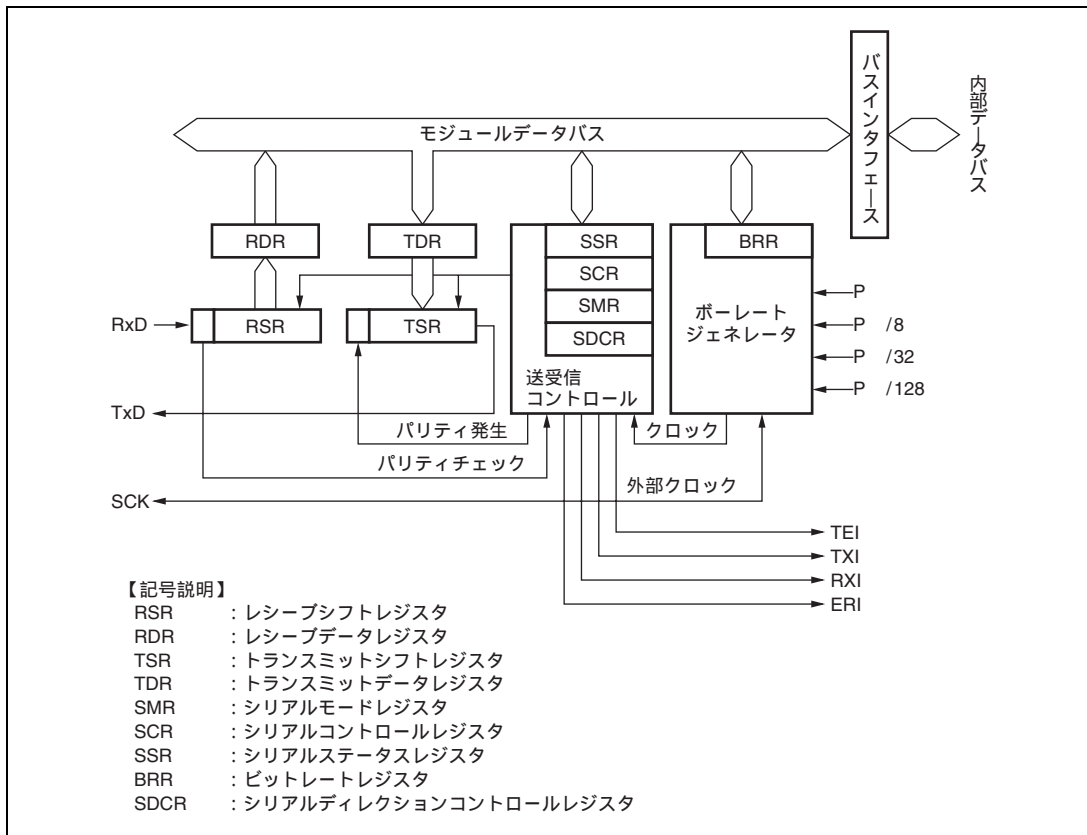 バスインタフェース
内部データバス
モジュールデータバス
RDR
TDR
SSR
BRR
SCR
SMR
SDCR
ボーレート
ジェネレータ
P
P /8
P /32
P /128
RxD
RSR
TSR
送受信
コントロール
TxD
パリティ発生
クロック
パリティチェック
外部クロック
SCK
TEI
TXI
RXI
ERI
【記号説明】
RSR :レシーブシフトレジスタ
RDR :レシーブデータレジスタ
TSR :トランスミットシフトレジスタ
TDR :トランスミットデータレジスタ
SMR :シリアルモードレジスタ
SCR :シリアルコントロールレジスタ
SSR :シリアルステータスレジスタ
BRR :ビットレートレジスタ
SDCR :シリアルディレクションコントロールレジスタ